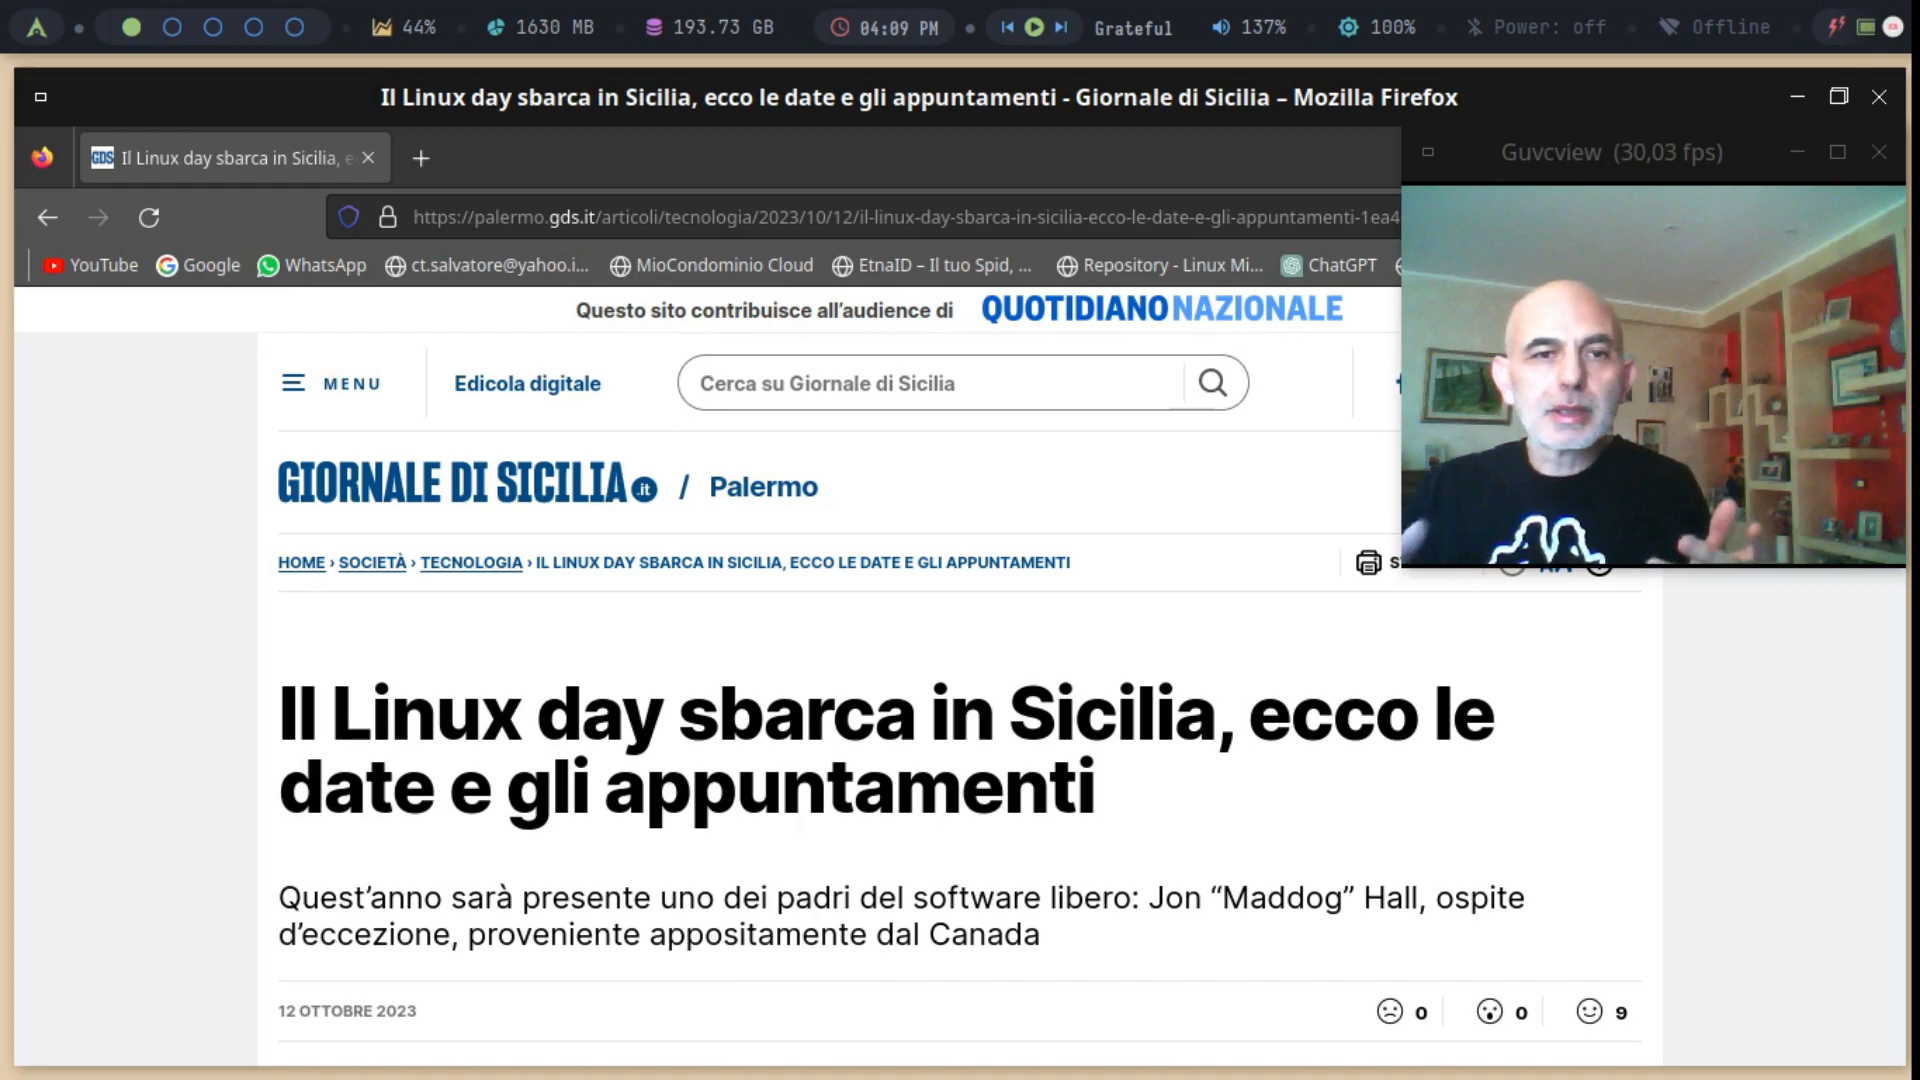 44%
1630 MB
193.73 GB
04:09 PM
Grateful
137%
100%
Power: off
Offline
Il Linux day sbarca in Sicilia, ecco le date e gli appuntamenti - Giornale di Sicilia – Mozilla Firefox
GDS Il Linux day sbarca in Sicilia, e
Guvcview (30,03 fps)
https://palermo.gds.it/articoli/tecnologia/2023/10/12/il-linux-day-sbarca-in-sicilia-ecco-le-date-e-gli-appuntamenti-1ea4
YouTube
Google
WhatsApp
ct.salvatore@yahoo.i...
MioCondominio Cloud
EtnaID – Il tuo Spid, ...
Repository - Linux Mi...
ChatGPT
Questo sito contribuisce all'audience di QUOTIDIANO NAZIONALE
MENU
Edicola digitale
Cerca su Giornale di Sicilia
GIORNALE DI SICILIA.it / Palermo
HOME › SOCIETÀ › TECNOLOGIA › IL LINUX DAY SBARCA IN SICILIA, ECCO LE DATE E GLI APPUNTAMENTI
Il Linux day sbarca in Sicilia, ecco le
date e gli appuntamenti
Quest’anno sarà presente uno dei padri del software libero: Jon “Maddog” Hall, ospite
d’eccezione, proveniente appositamente dal Canada
12 OTTOBRE 2023
0
0
9